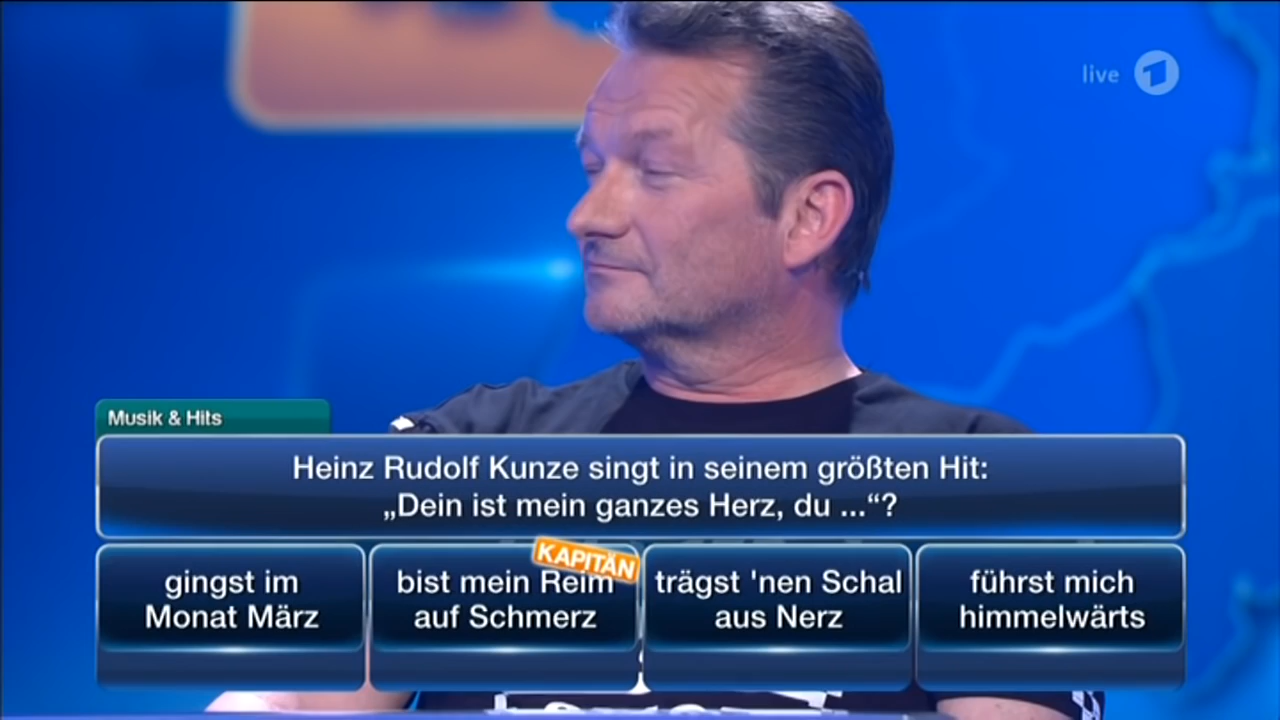 live 1
Musik & Hits
Heinz Rudolf Kunze singt in seinem größten Hit:
„Dein ist mein ganzes Herz, du ...“?
KAPITÄN
gingst im
Monat März
bist mein Reim
auf Schmerz
trägst 'nen Schal
aus Nerz
führst mich
himmelwärts